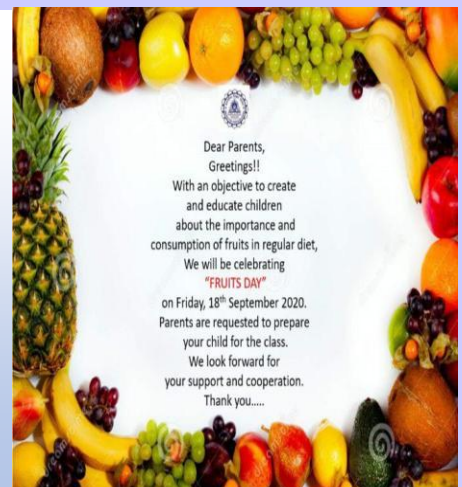 Dear Parents,
Greetings!!
With an objective to create
and educate children
about the importance and
consumption of fruits in regular diet,
We will be celebrating
“FRUITS DAY”
on Friday, 18th September 2020.
Parents are requested to prepare
your child for the class.
We look forward for
your support and cooperation.
Thank you.....